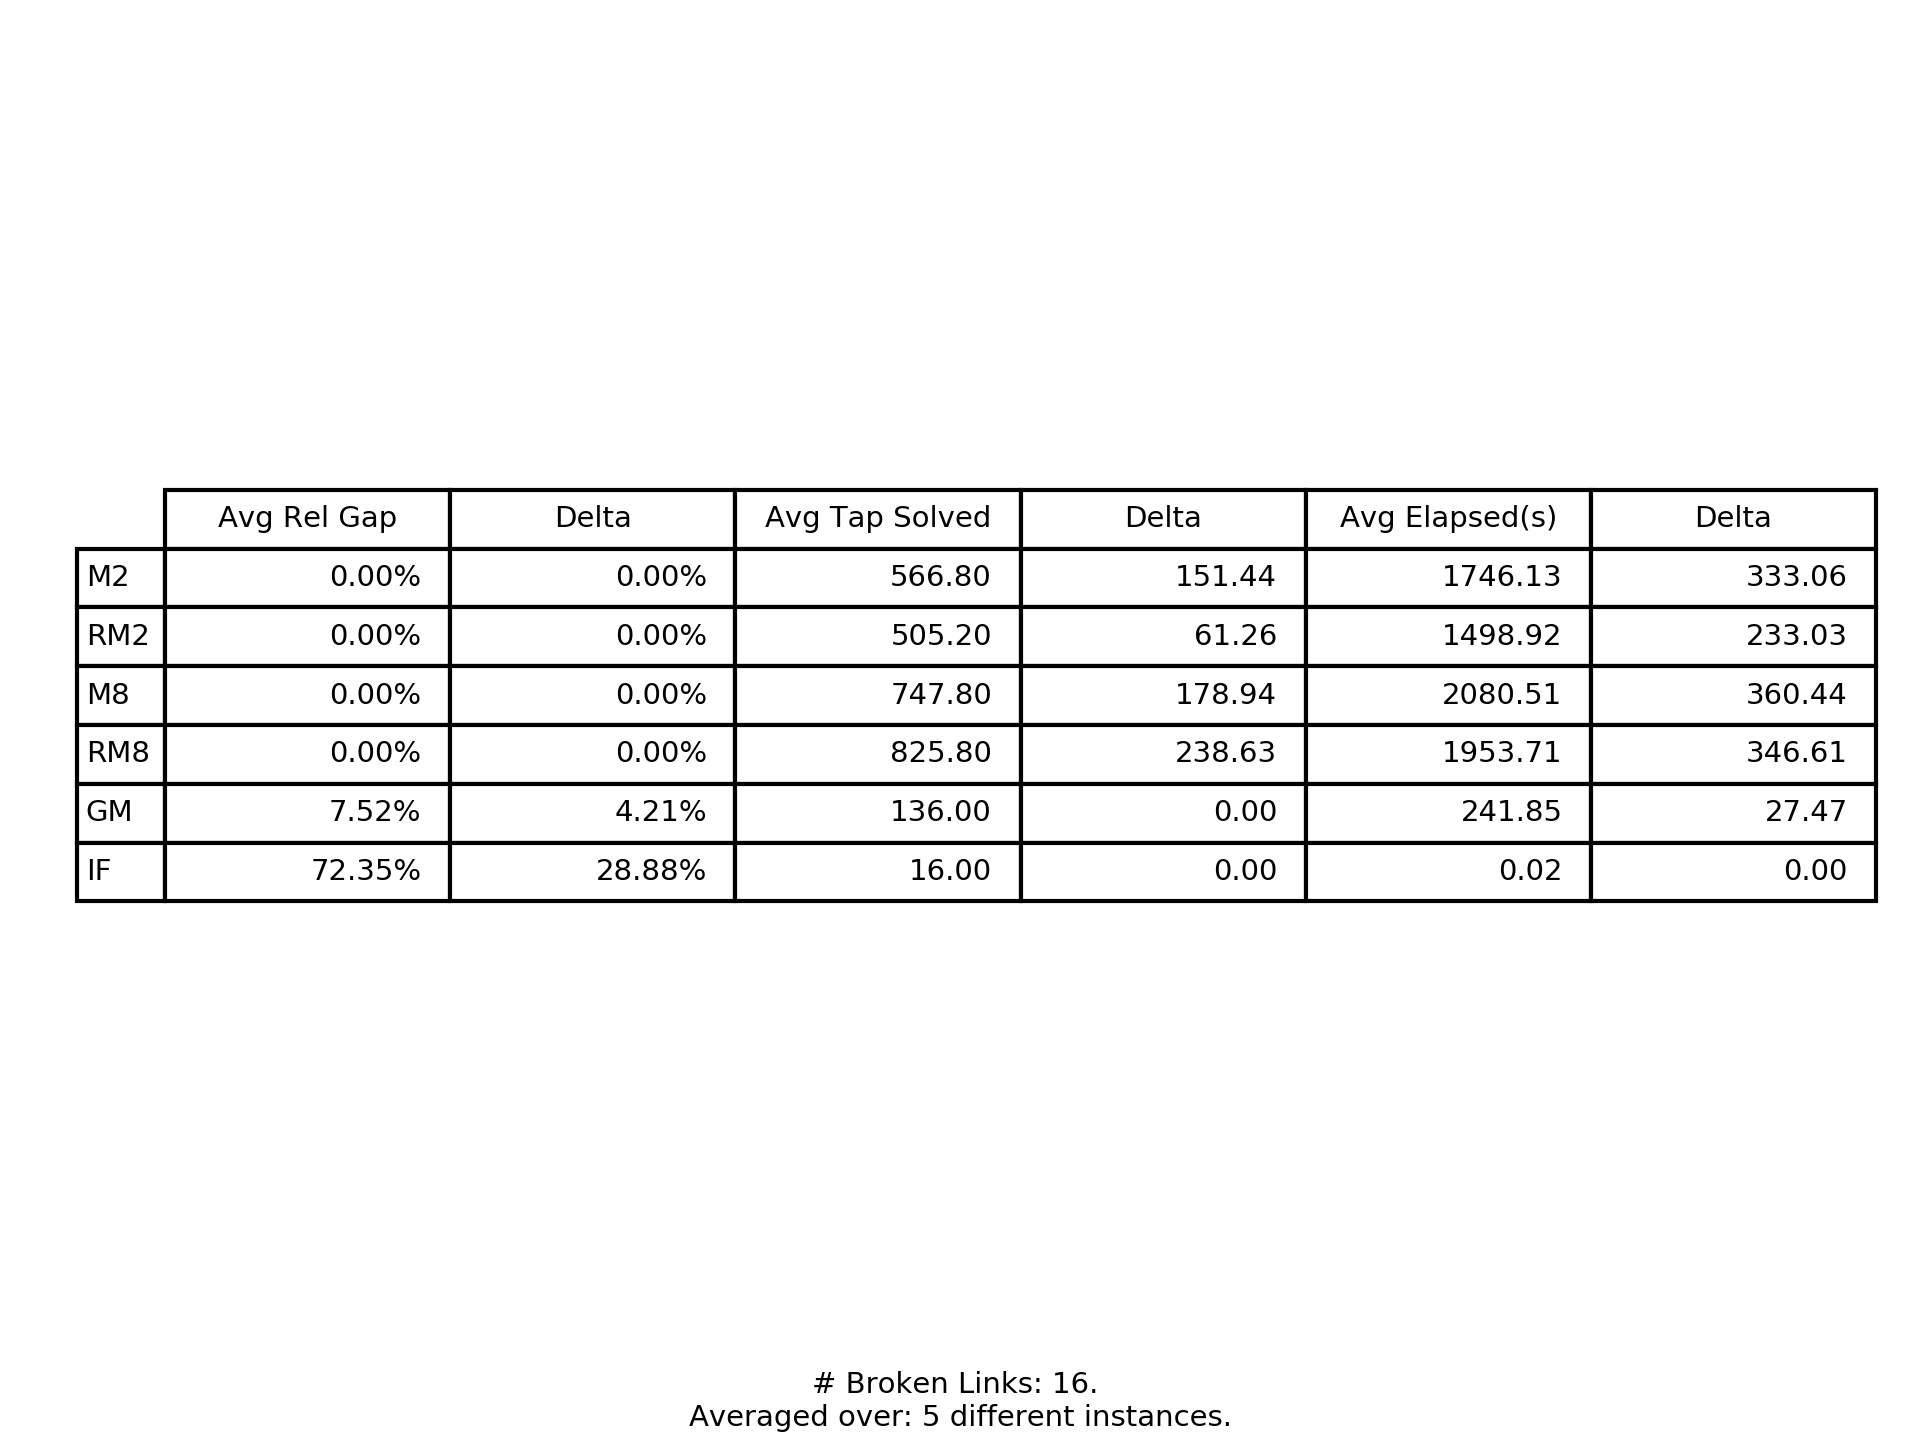 Avg Rel Gap Delta Avg Tap Solved Delta Avg Elapsed(s) Delta
M2 0.00% 0.00% 566.80 151.44 1746.13 333.06
RM2 0.00% 0.00% 505.20 61.26 1498.92 233.03
M8 0.00% 0.00% 747.80 178.94 2080.51 360.44
RM8 0.00% 0.00% 825.80 238.63 1953.71 346.61
GM 7.52% 4.21% 136.00 0.00 241.85 27.47
IF 72.35% 28.88% 16.00 0.00 0.02 0.00
# Broken Links: 16.
Averaged over: 5 different instances.